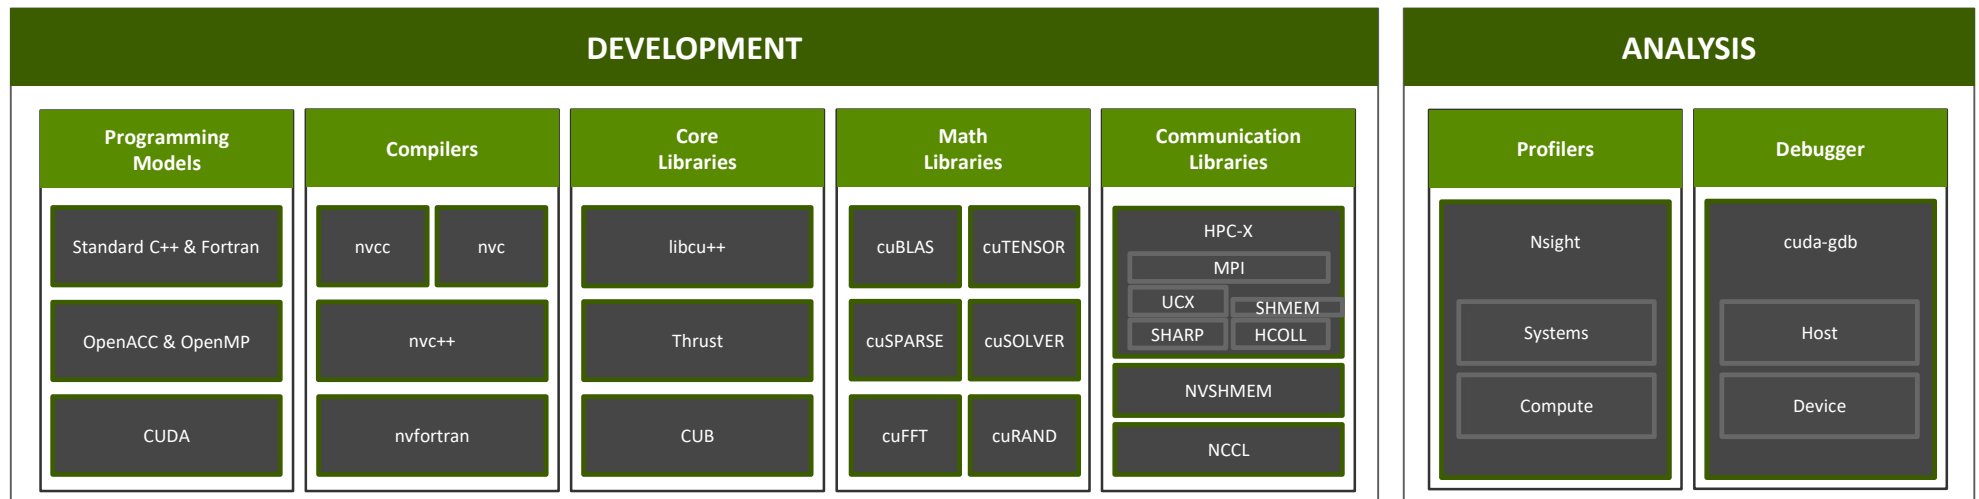 DEVELOPMENT
Programming
Models
Standard C++ & Fortran
OpenACC & OpenMP
CUDA
Compilers
nvcc
nvc
nvc++
nvfortran
Core
Libraries
libcu++
Thrust
CUB
Math
Libraries
cuBLAS
cuTENSOR
cuSPARSE
cuSOLVER
cuFFT
cuRAND
Communication
Libraries
HPC-X
MPI
UCX
SHMEM
SHARP
HCOLL
NVSHMEM
NCCL
ANALYSIS
Profilers
Nsight
Systems
Compute
Debugger
cuda-gdb
Host
Device